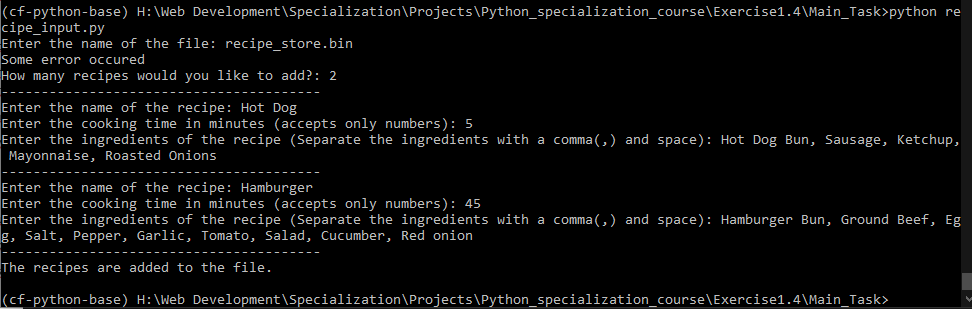 (cf-python-base) H:\Web Development\Specialization\Projects\Python_specialization_course\Exercise1.4\Main_Task>python re
cipe_input.py
Enter the name of the file: recipe_store.bin
Some error occured
How many recipes would you like to add?: 2
----------------------------------------
Enter the name of the recipe: Hot Dog
Enter the cooking time in minutes (accepts only numbers): 5
Enter the ingredients of the recipe (Separate the ingredients with a comma(,) and space): Hot Dog Bun, Sausage, Ketchup,
 Mayonnaise, Roasted Onions
----------------------------------------
Enter the name of the recipe: Hamburger
Enter the cooking time in minutes (accepts only numbers): 45
Enter the ingredients of the recipe (Separate the ingredients with a comma(,) and space): Hamburger Bun, Ground Beef, Eg
g, Salt, Pepper, Garlic, Tomato, Salad, Cucumber, Red onion
----------------------------------------
The recipes are added to the file.
(cf-python-base) H:\Web Development\Specialization\Projects\Python_specialization_course\Exercise1.4\Main_Task>